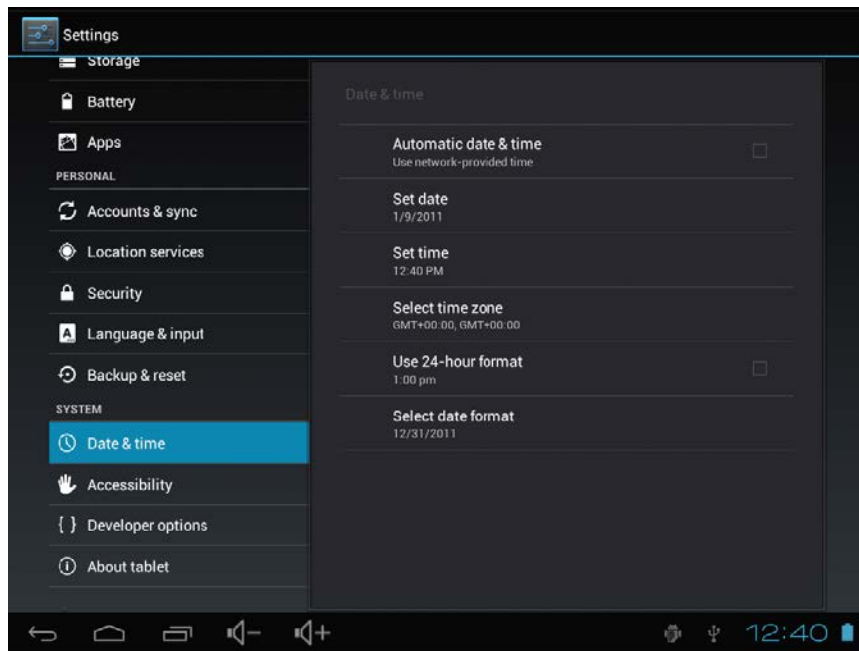 Settings
Storage
Battery
Apps
PERSONAL
Accounts & sync
Location services
Security
Language & input
Backup & reset
SYSTEM
Date & time
Accessibility
{ } Developer options
About tablet
Date & time
Automatic date & time
Use network-provided time
Set date
1/9/2011
Set time
12:40 PM
Select time zone
GMT+00:00, GMT+00:00
Use 24-hour format
1:00 pm
Select date format
12/31/2011
12:40